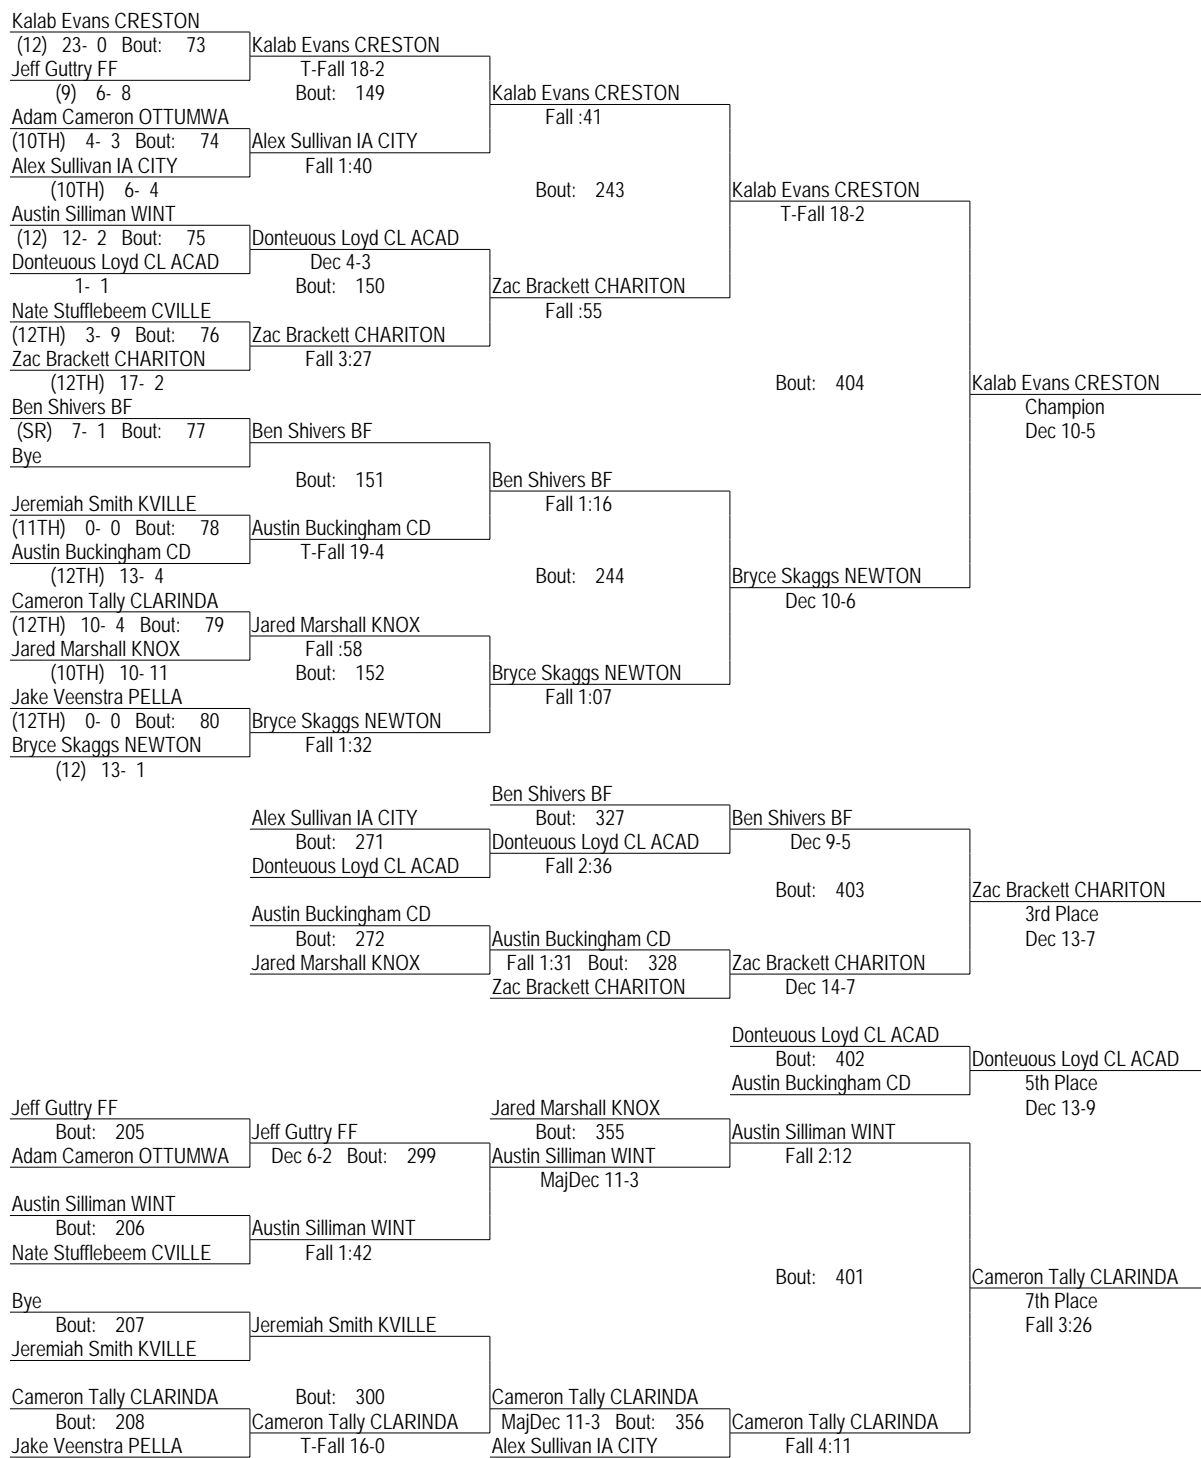 Kalab Evans CRESTON
(12) 23- 0 Bout: 73 Kalab Evans CRESTON
Jeff Guttry FF T-Fall 18-2
(9) 6- 8 Bout: 149 Kalab Evans CRESTON
Adam Cameron OTTUMWA Fall :41
(10TH) 4- 3 Bout: 74 Alex Sullivan IA CITY
Alex Sullivan IA CITY Fall 1:40
(10TH) 6- 4 Bout: 243 Kalab Evans CRESTON
Austin Silliman WINT T-Fall 18-2
(12) 12- 2 Bout: 75 Donteuous Loyd CL ACAD
Donteuous Loyd CL ACAD Dec 4-3
1- 1 Bout: 150 Zac Brackett CHARITON
Nate Stufflebeem CVILLE Fall :55
(12TH) 3- 9 Bout: 76 Zac Brackett CHARITON
Zac Brackett CHARITON Fall 3:27
(12TH) 17- 2 Bout: 404 Kalab Evans CRESTON
Ben Shivers BF Champion
(SR) 7- 1 Bout: 77 Ben Shivers BF Dec 10-5
Bye
Bout: 151 Ben Shivers BF
Jeremiah Smith KVILLE Fall 1:16
(11TH) 0- 0 Bout: 78 Austin Buckingham CD
Austin Buckingham CD T-Fall 19-4
(12TH) 13- 4 Bout: 244 Bryce Skaggs NEWTON
Cameron Tally CLARINDA Dec 10-6
(12TH) 10- 4 Bout: 79 Jared Marshall KNOX
Jared Marshall KNOX Fall :58
(10TH) 10- 11 Bout: 152 Bryce Skaggs NEWTON
Jake Veenstra PELLA Fall 1:07
(12TH) 0- 0 Bout: 80 Bryce Skaggs NEWTON
Bryce Skaggs NEWTON Fall 1:32
(12) 13- 1
Ben Shivers BF
Alex Sullivan IA CITY Bout: 327 Ben Shivers BF
Bout: 271 Donteuous Loyd CL ACAD Dec 9-5
Donteuous Loyd CL ACAD Fall 2:36
Bout: 403 Zac Brackett CHARITON
Austin Buckingham CD 3rd Place
Bout: 272 Austin Buckingham CD Dec 13-7
Jared Marshall KNOX Fall 1:31 Bout: 328 Zac Brackett CHARITON
Zac Brackett CHARITON Dec 14-7
Donteuous Loyd CL ACAD
Bout: 402 Donteuous Loyd CL ACAD
Austin Buckingham CD 5th Place
Jeff Guttry FF Jared Marshall KNOX Dec 13-9
Bout: 205 Jeff Guttry FF Bout: 355 Austin Silliman WINT
Adam Cameron OTTUMWA Dec 6-2 Bout: 299 Austin Silliman WINT Fall 2:12
MajDec 11-3
Austin Silliman WINT
Bout: 206 Austin Silliman WINT
Nate Stufflebeem CVILLE Fall 1:42
Bout: 401 Cameron Tally CLARINDA
Bye 7th Place
Bout: 207 Jeremiah Smith KVILLE Fall 3:26
Jeremiah Smith KVILLE
Cameron Tally CLARINDA Bout: 300 Cameron Tally CLARINDA
Bout: 208 Cameron Tally CLARINDA MajDec 11-3 Bout: 356 Cameron Tally CLARINDA
Jake Veenstra PELLA T-Fall 16-0 Alex Sullivan IA CITY Fall 4:11